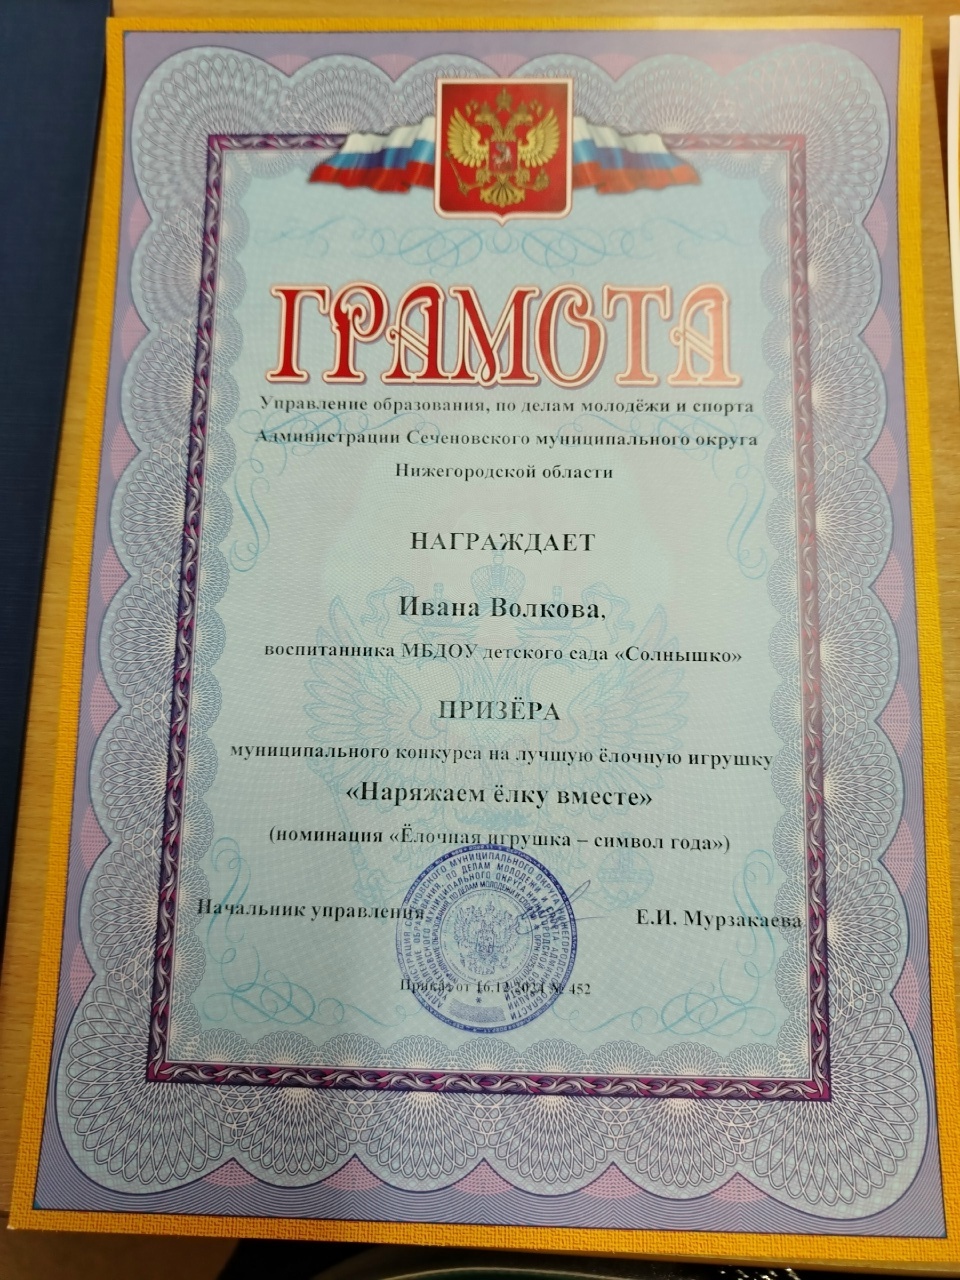 ГРАМОТА
Управление образования, по делам молодёжи и спорта
Администрации Сеченовского муниципального округа
Нижегородской области
НАГРАЖДАЕТ
Ивана Волкова,
воспитанника МБДОУ детского сада «Солнышко»
ПРИЗЁРА
муниципального конкурса на лучшую ёлочную игрушку
«Наряжаем ёлку вместе»
(номинация «Ёлочная игрушка – символ года»)
Начальник управления Е.И. Мурзакаева
Приказ от 16.12.2024 № 452